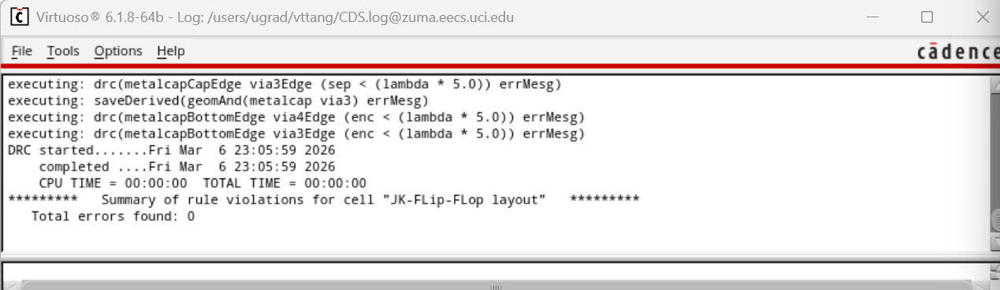 Virtuoso® 6.1.8-64b - Log: /users/ugrad/vttang/CDS.log@zuma.eecs.uci.edu
File Tools Options Help
cādence
executing: drc(metalcapCapEdge via3Edge (sep < (lambda * 5.0)) errMesg)
executing: saveDerived(geomAnd(metalcap via3) errMesg)
executing: drc(metalcapBottomEdge via4Edge (enc < (lambda * 5.0)) errMesg)
executing: drc(metalcapBottomEdge via3Edge (enc < (lambda * 5.0)) errMesg)
DRC started.......Fri Mar  6 23:05:59 2026
    completed ....Fri Mar  6 23:05:59 2026
    CPU TIME = 00:00:00  TOTAL TIME = 00:00:00
*********   Summary of rule violations for cell "JK-FLip-FLop layout"   *********
   Total errors found: 0